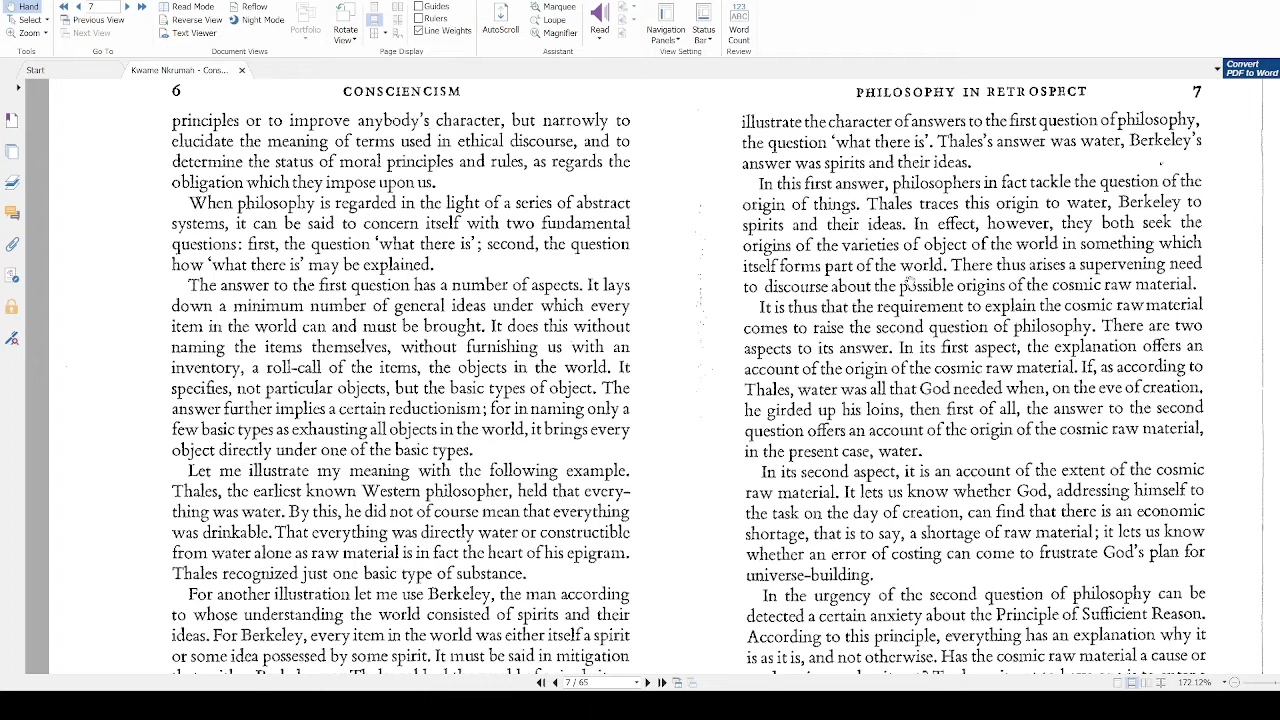 Hand
7
Read Mode
Reflow
Guides
Marquee
123
ABC
Select
Previous View
Reverse View
Night Mode
Rulers
Loupe
Zoom
Next View
Text Viewer
Portfolio
Rotate
View
Line Weights
AutoScroll
Magnifier
Read
Navigation
Panels
Status
Bar
Word
Count
Tools
Go To
Document Views
Page Display
Assistant
View Setting
Review
Start
Kwame Nkrumah - Cons...
Convert
PDF to Word
6 CONSCIENCISM
principles or to improve anybody's character, but narrowly to
elucidate the meaning of terms used in ethical discourse, and to
determine the status of moral principles and rules, as regards the
obligation which they impose upon us.
When philosophy is regarded in the light of a series of abstract
systems, it can be said to concern itself with two fundamental
questions: first, the question 'what there is'; second, the question
how 'what there is' may be explained.
The answer to the first question has a number of aspects. It lays
down a minimum number of general ideas under which every
item in the world can and must be brought. It does this without
naming the items themselves, without furnishing us with an
inventory, a roll-call of the items, the objects in the world. It
specifies, not particular objects, but the basic types of object. The
answer further implies a certain reductionism; for in naming only a
few basic types as exhausting all objects in the world, it brings every
object directly under one of the basic types.
Let me illustrate my meaning with the following example.
Thales, the earliest known Western philosopher, held that every-
thing was water. By this, he did not of course mean that everything
was drinkable. That everything was directly water or constructible
from water alone as raw material is in fact the heart of his epigram.
Thales recognized just one basic type of substance.
For another illustration let me use Berkeley, the man according
to whose understanding the world consisted of spirits and their
ideas. For Berkeley, every item in the world was either itself a spirit
or some idea possessed by some spirit. It must be said in mitigation
PHILOSOPHY IN RETROSPECT 7
illustrate the character of answers to the first question of philosophy,
the question 'what there is'. Thales's answer was water, Berkeley's
answer was spirits and their ideas.
In this first answer, philosophers in fact tackle the question of the
origin of things. Thales traces this origin to water, Berkeley to
spirits and their ideas. In effect, however, they both seek the
origins of the varieties of object of the world in something which
itself forms part of the world. There thus arises a supervening need
to discourse about the possible origins of the cosmic raw material.
It is thus that the requirement to explain the cosmic raw material
comes to raise the second question of philosophy. There are two
aspects to its answer. In its first aspect, the explanation offers an
account of the origin of the cosmic raw material. If, as according to
Thales, water was all that God needed when, on the eve of creation,
he girded up his loins, then first of all, the answer to the second
question offers an account of the origin of the cosmic raw material,
in the present case, water.
In its second aspect, it is an account of the extent of the cosmic
raw material. It lets us know whether God, addressing himself to
the task on the day of creation, can find that there is an economic
shortage, that is to say, a shortage of raw material; it lets us know
whether an error of costing can come to frustrate God's plan for
universe-building.
In the urgency of the second question of philosophy can be
detected a certain anxiety about the Principle of Sufficient Reason.
According to this principle, everything has an explanation why it
is as it is, and not otherwise. Has the cosmic raw material a cause or
7 / 65
172.12%